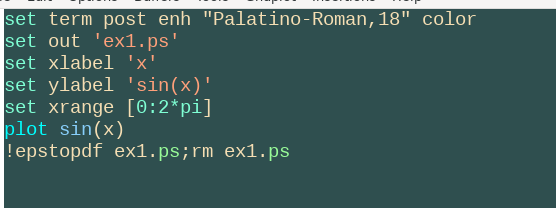 set term post enh "Palatino-Roman,18" color
set out 'ex1.ps'
set xlabel 'x'
set ylabel 'sin(x)'
set xrange [0:2*pi]
plot sin(x)
!epstopdf ex1.ps;rm ex1.ps